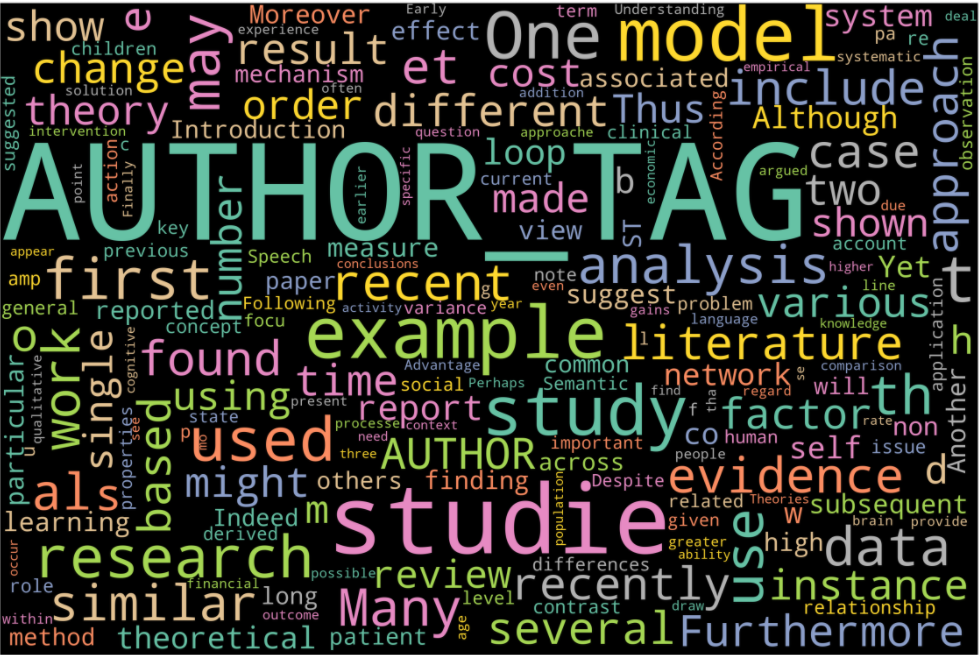 show e may Moreover Early term Understanding system deal
children experience result effect One model pa re
change mechanism et cost associated empirical systematic
suggested solution often addition include approach
theory order different Thus Although observation
intervention Introduction question approache clinical According
AUTHOR_TAG
c point action Finally earlier specific loop economic argued case
current made b two
key number view ST shown due
appear previous Speech measure analysis account
amp first paper conclusions recent g even note suggest higher Yet t
general reported Following activity variance year problem various line
concept focu example gains language knowledge application
o work single cognitive found Advantage common ll literature h
particular qualitative using time social Perhaps Semantic network se comparison Another
u see properties state present report study find regard will th
based p mo used processe context f tha factor rate non
need three AUTHOR important co human self issue
als might others finding across Despite people evidence d
learning Indeed m studie population related Theories w subsequent
derived given use brain provide
occur research possible review greater ability high data
role financial level differences recently instance
within similar long outcome Many age contrast draw relationship
method theoretical patient several Furthermore